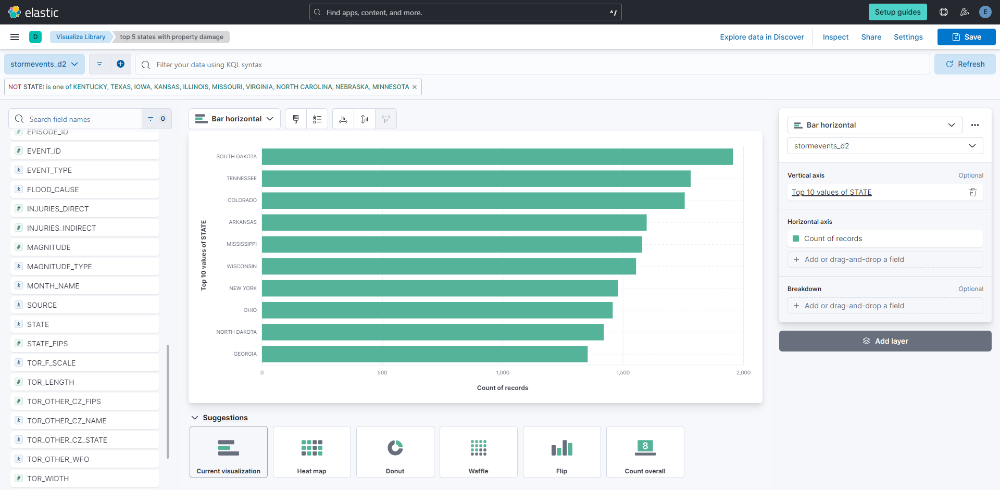 elastic
Find apps, content, and more.
^/
Setup guides
E
D
Visualize Library
top 5 states with property damage
Explore data in Discover
Inspect
Share
Settings
Save
stormevents_d2
Filter your data using KQL syntax
Refresh
NOT STATE: is one of KENTUCKY, TEXAS, IOWA, KANSAS, ILLINOIS, MISSOURI, VIRGINIA, NORTH CAROLINA, NEBRASKA, MINNESOTA
Search field names
0
EPISODE_ID
# EVENT_ID
k EVENT_TYPE
k FLOOD_CAUSE
# INJURIES_DIRECT
# INJURIES_INDIRECT
# MAGNITUDE
k MAGNITUDE_TYPE
k MONTH_NAME
k SOURCE
k STATE
# STATE_FIPS
k TOR_F_SCALE
# TOR_LENGTH
# TOR_OTHER_CZ_FIPS
k TOR_OTHER_CZ_NAME
k TOR_OTHER_CZ_STATE
k TOR_OTHER_WFO
# TOR_WIDTH
Bar horizontal
Top 10 values of STATE
SOUTH DAKOTA
TENNESSEE
COLORADO
ARKANSAS
MISSISSIPPI
WISCONSIN
NEW YORK
OHIO
NORTH DAKOTA
GEORGIA
0
500
1,000
1,500
2,000
Count of records
Suggestions
Current visualization
Heat map
Donut
Waffle
Flip
8
Count overall
Bar horizontal
stormevents_d2
Vertical axis
Optional
Top 10 values of STATE
Horizontal axis
Count of records
Add or drag-and-drop a field
Breakdown
Optional
Add or drag-and-drop a field
Add layer